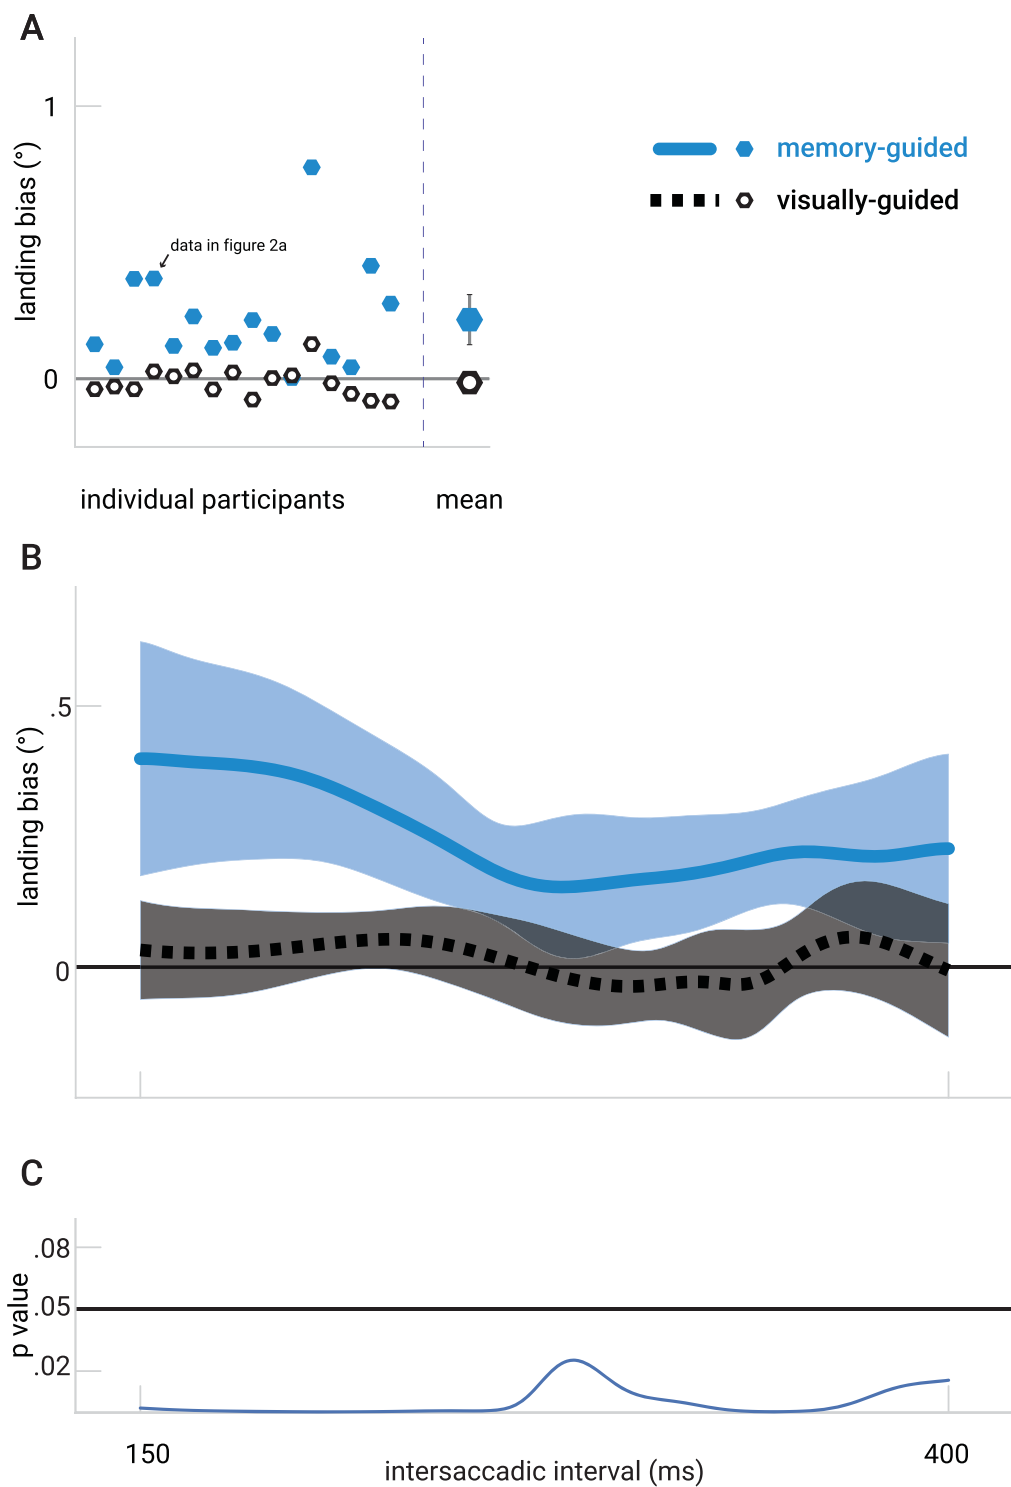 A
1
landing bias (°)
memory-guided
visually-guided
data in figure 2a
0
individual participants
mean
B
.5
landing bias (°)
0
C
.08
p value
.05
.02
150
400
intersaccadic interval (ms)